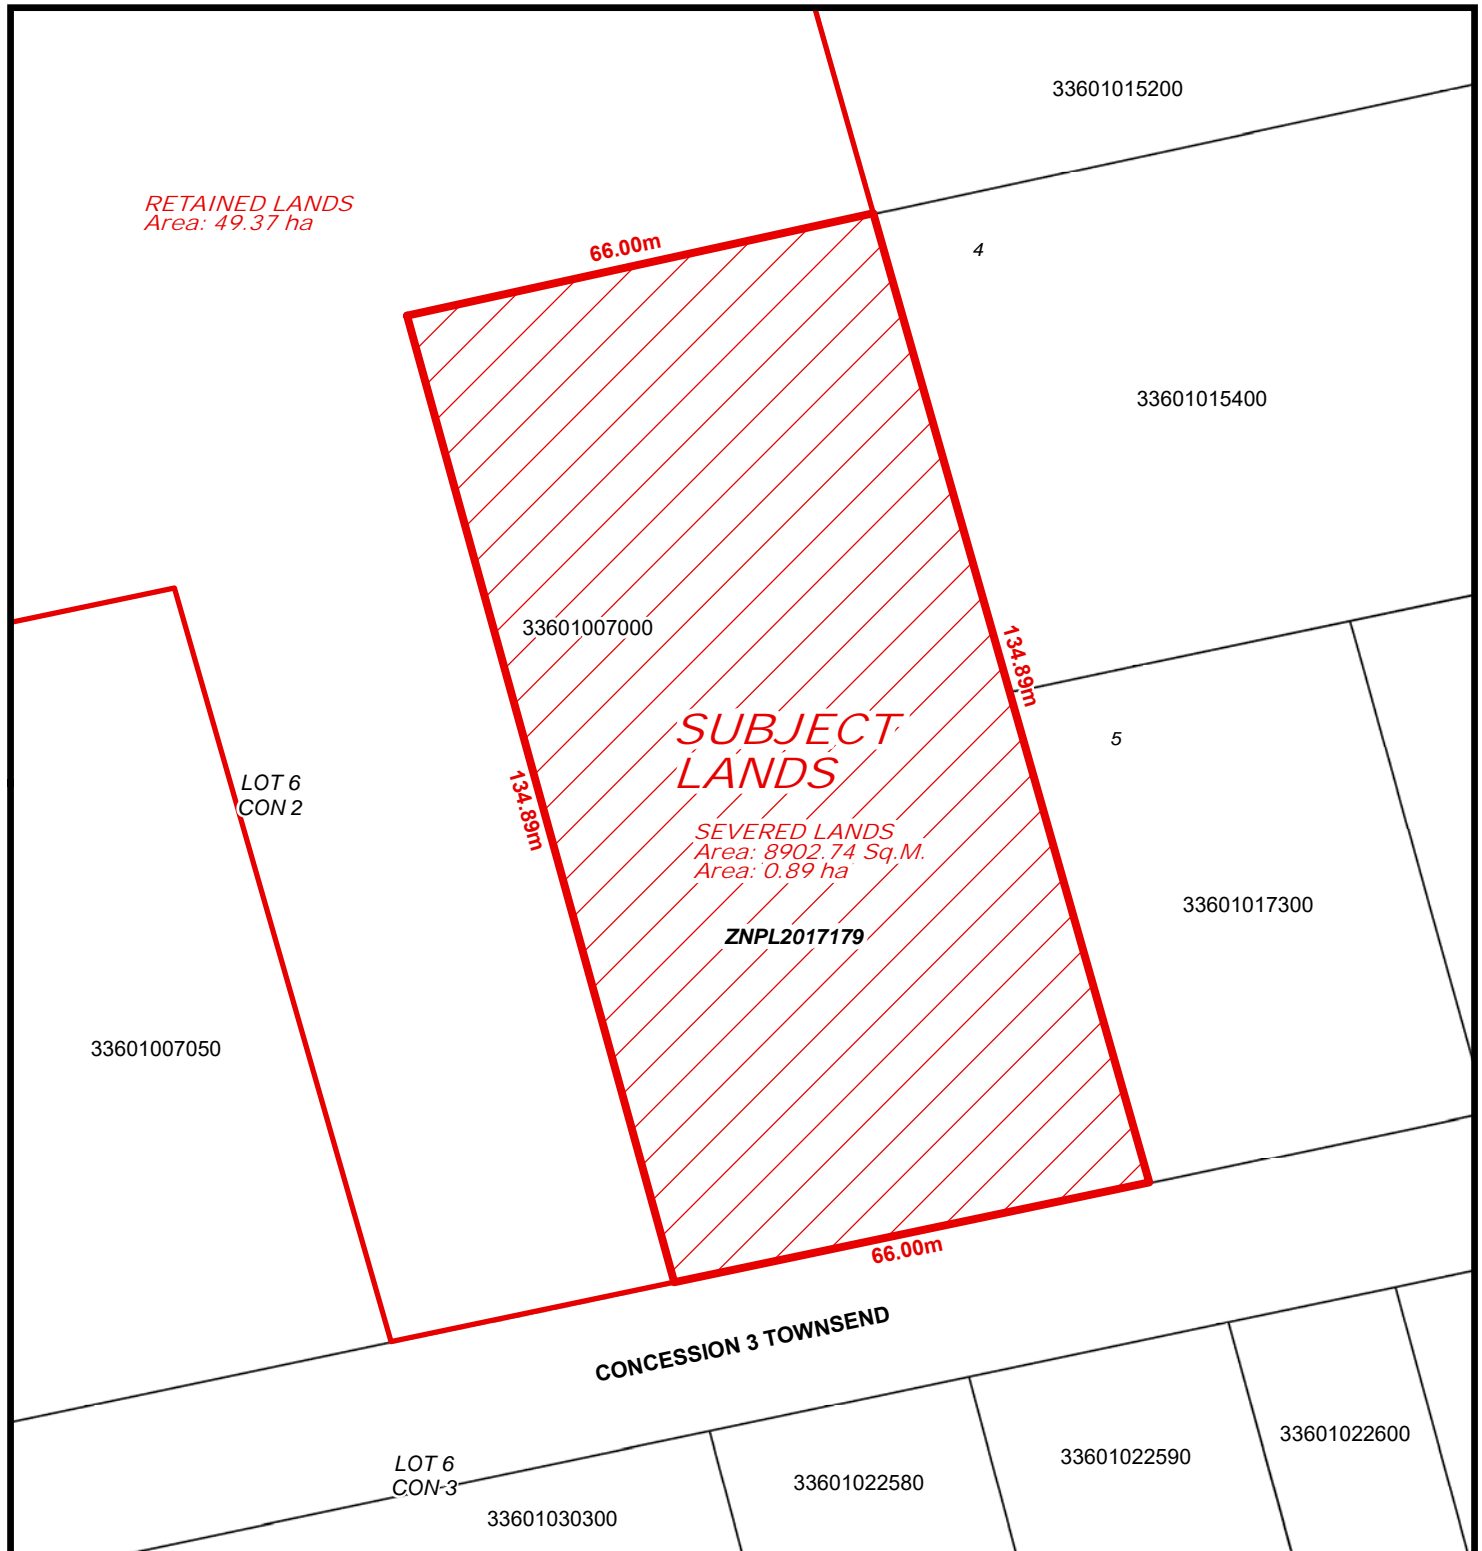 33601015200
RETAINED LANDS
Area: 49.37 ha
66.00m
4
33601015400
33601007000
134.89m
SUBJECT
LANDS
5
LOT 6
CON 2
134.89m
SEVERED LANDS
Area: 8902.74 Sq.M.
Area: 0.89 ha
33601017300
ZNPL2017179
33601007050
66.00m
CONCESSION 3 TOWNSEND
LOT 6
CON 3
33601030300
33601022580
33601022590
33601022600